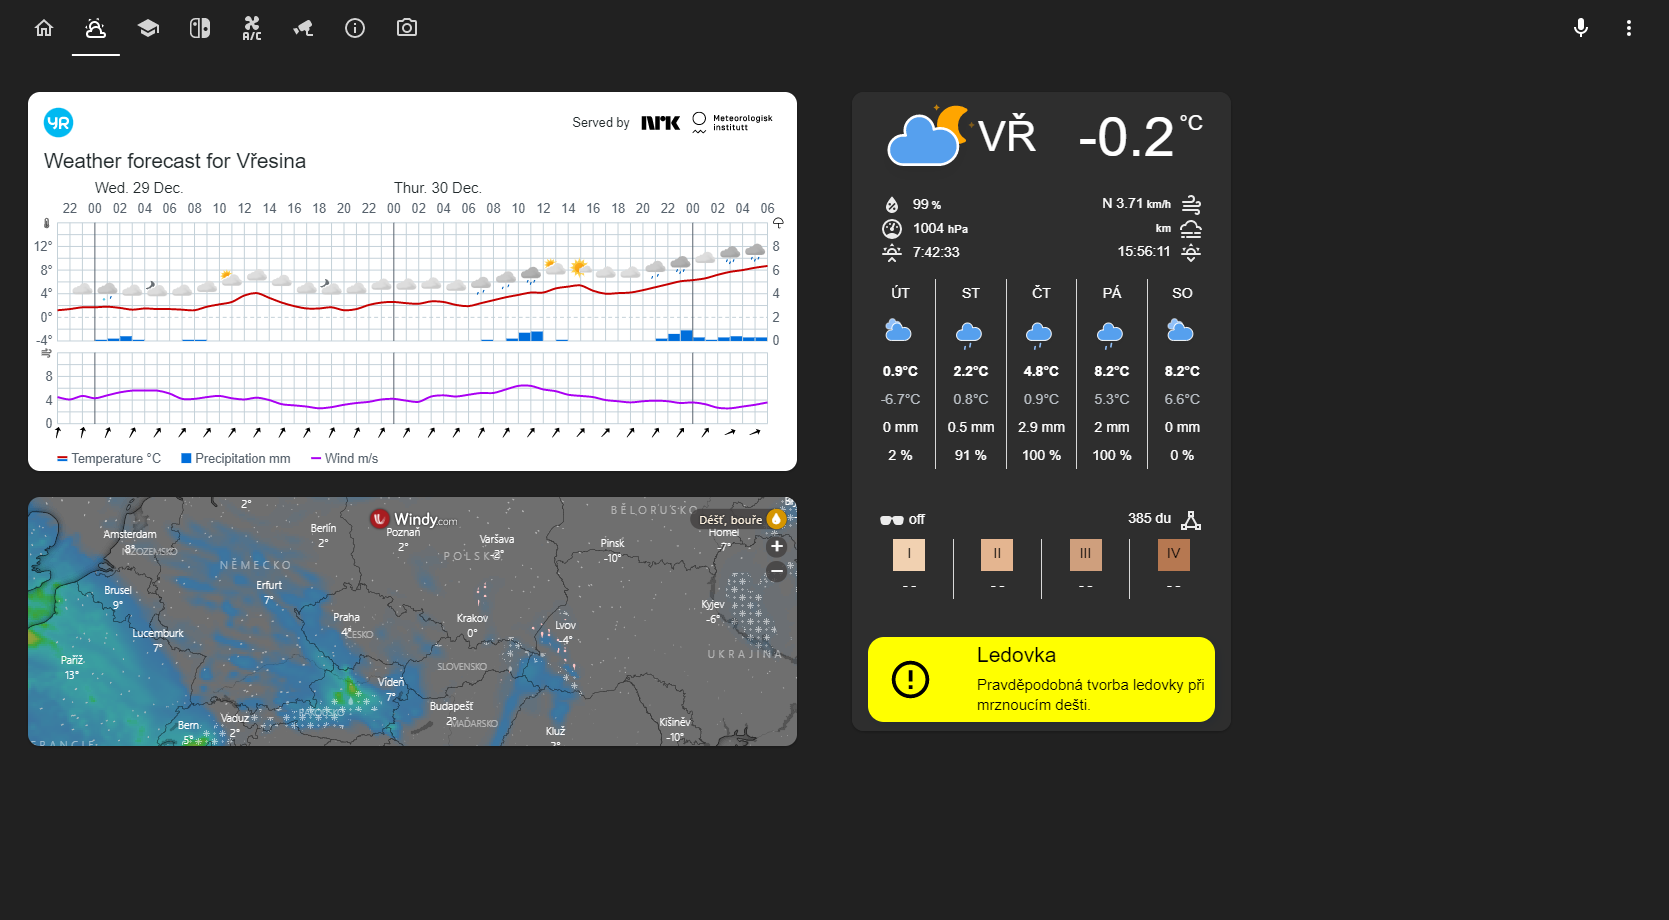 A/C
YR
Served by NRK Meteorologisk institutt
Weather forecast for Vřesina
Wed. 29 Dec. Thur. 30 Dec.
22 00 02 04 06 08 10 12 14 16 18 20 22 00 02 04 06 08 10 12 14 16 18 20 22 00 02 04 06
12° 8
8° 6
4° 4
0° 2
-4° 0
8
4
0
Temperature °C Precipitation mm Wind m/s
2°
Windy.com
BĚLORUSKO
Déšť, bouře
Amsterdam
8°
NIZOZEMSKO
Berlín
2°
Poznaň
2°
Varšava
-2°
POLSKO
Pinsk
-10°
Homel
-7°
+
−
NĚMECKO
Brusel
9°
Erfurt
7°
Praha
4°
ČESKO
Krakov
0°
Lvov
-4°
Kyjev
-6°
Lucemburk
7°
UKRAJINA
Paříž
13°
SLOVENSKO
Vídeň
7°
RAKOUSKO
Budapešť
2°
MAĎARSKO
Bern
5°
Vaduz
2°
Kluž
2°
Kišiněv
-10°
FRANCIE
VŘ -0.2 °C
99 % N 3.71 km/h
1004 hPa km
7:42:33 15:56:11
ÚT ST ČT PÁ SO
0.9°C 2.2°C 4.8°C 8.2°C 8.2°C
-6.7°C 0.8°C 0.9°C 5.3°C 6.6°C
0 mm 0.5 mm 2.9 mm 2 mm 0 mm
2 % 91 % 100 % 100 % 0 %
off 385 du
I II III IV
- - - - - - - -
Ledovka
Pravděpodobná tvorba ledovky při
mrznoucím dešti.